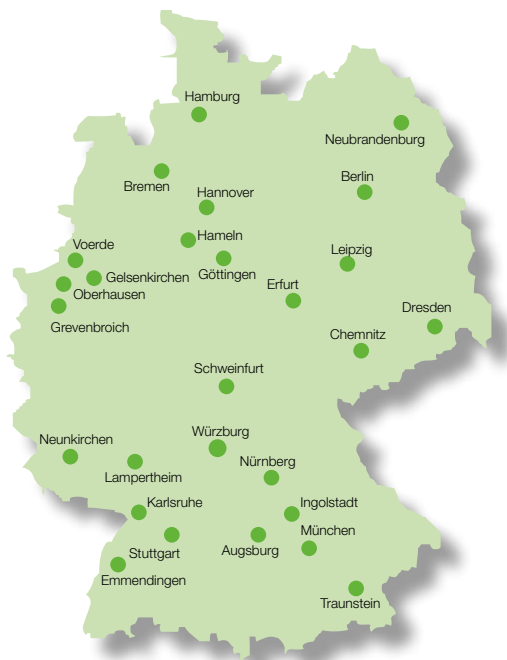 Hamburg
Neubrandenburg
Bremen
Berlin
Hannover
Hameln
Voerde
Leipzig
Göttingen
Gelsenkirchen
Erfurt
Oberhausen
Dresden
Grevenbroich
Chemnitz
Schweinfurt
Würzburg
Neunkirchen
Nürnberg
Lampertheim
Karlsruhe
Ingolstadt
München
Stuttgart
Augsburg
Emmendingen
Traunstein